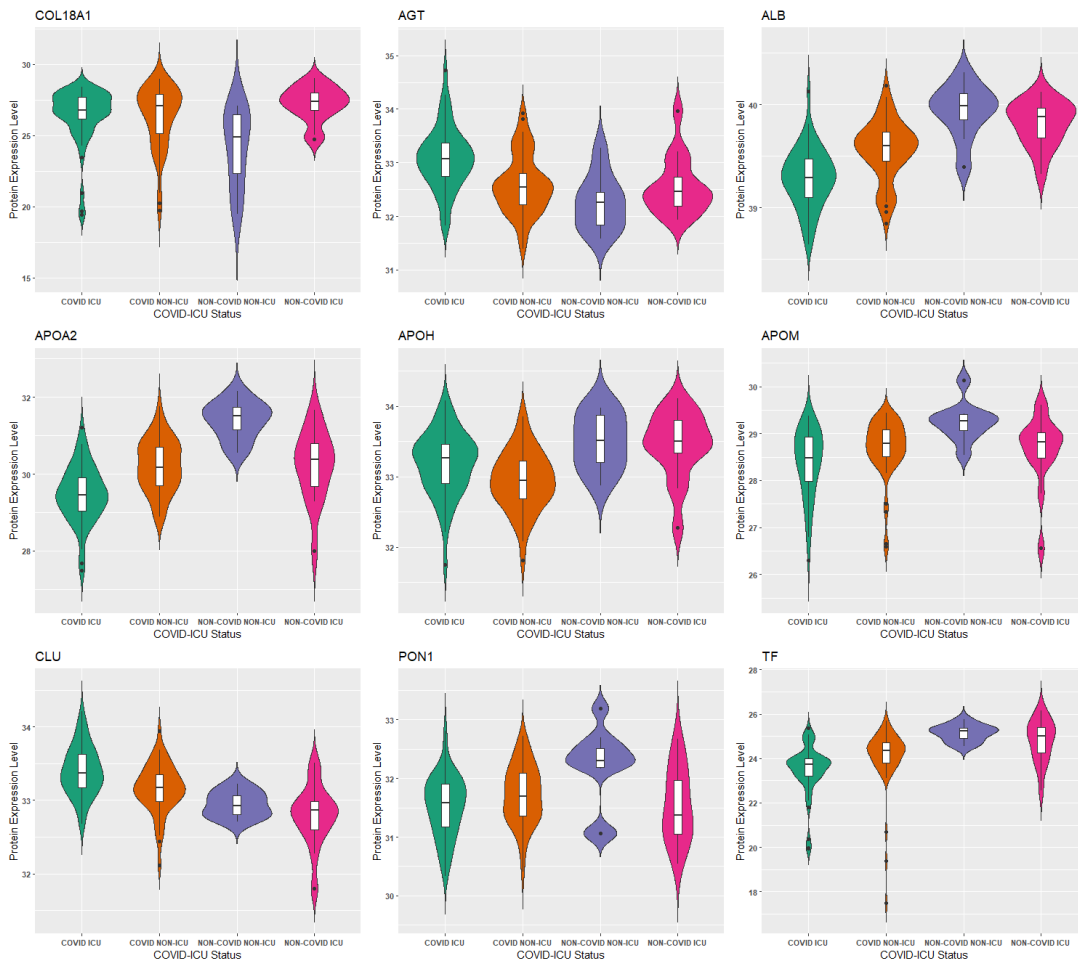 COL18A1
Protein Expression Level
30
25
20
15
COVID ICU
COVID NON-ICU
NON-COVID NON-ICU
NON-COVID ICU
COVID-ICU Status
AGT
Protein Expression Level
35
34
33
32
31
COVID ICU
COVID NON-ICU
NON-COVID NON-ICU
NON-COVID ICU
COVID-ICU Status
ALB
Protein Expression Level
40
39
COVID ICU
COVID NON-ICU
NON-COVID NON-ICU
NON-COVID ICU
COVID-ICU Status
APOA2
Protein Expression Level
32
30
28
COVID ICU
COVID NON-ICU
NON-COVID NON-ICU
NON-COVID ICU
COVID-ICU Status
APOH
Protein Expression Level
34
33
32
COVID ICU
COVID NON-ICU
NON-COVID NON-ICU
NON-COVID ICU
COVID-ICU Status
APOM
Protein Expression Level
30
29
28
27
26
COVID ICU
COVID NON-ICU
NON-COVID NON-ICU
NON-COVID ICU
COVID-ICU Status
CLU
Protein Expression Level
34
33
32
COVID ICU
COVID NON-ICU
NON-COVID NON-ICU
NON-COVID ICU
COVID-ICU Status
PON1
Protein Expression Level
33
32
31
30
COVID ICU
COVID NON-ICU
NON-COVID NON-ICU
NON-COVID ICU
COVID-ICU Status
TF
Protein Expression Level
28
26
24
22
20
18
COVID ICU
COVID NON-ICU
NON-COVID NON-ICU
NON-COVID ICU
COVID-ICU Status